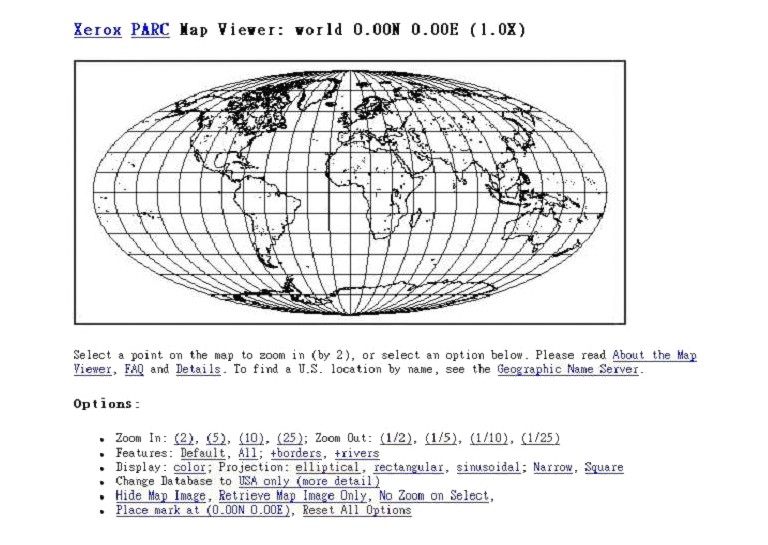 Xerox PARC Map Viewer: world 0.00N 0.00E (1.0X)
Select a point on the map to zoom in (by 2), or select an option below. Please read About the Map
Viewer, FAQ and Details. To find a U.S. location by name, see the Geographic Name Server.
Options:
• Zoom In: (2), (5), (10), (25); Zoom Out: (1/2), (1/5), (1/10), (1/25)
• Features: Default, All; +borders, +rivers
• Display: color; Projection: elliptical, rectangular, sinusoidal; Narrow, Square
• Change Database to USA only (more detail)
• Hide Map Image, Retrieve Map Image Only, No Zoom on Select,
• Place mark at (0.00N 0.00E), Reset All Options